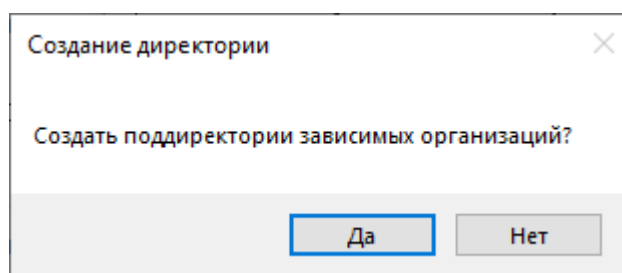 Создание директории
Создать поддиректории зависимых организаций?
Да
Нет